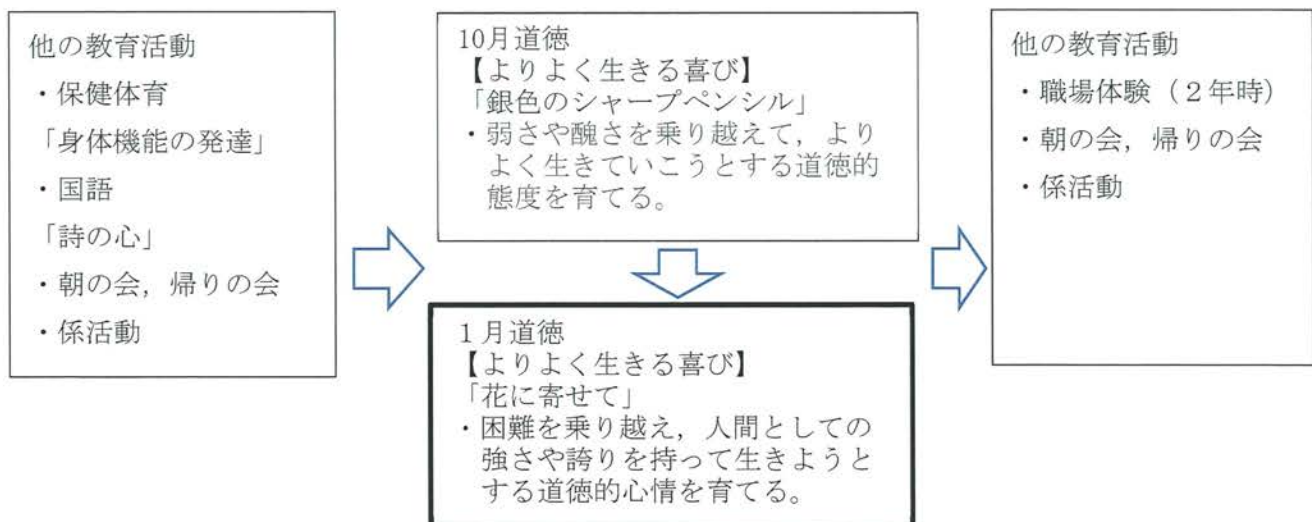 他の教育活動
・保健体育
「身体機能の発達」
・国語
「詩の心」
・朝の会，帰りの会
・係活動
10月道徳
【よりよく生きる喜び】
「銀色のシャープペンシル」
・弱さや醜さを乗り越えて，より
よく生きていこうとする道徳的
態度を育てる。
1月道徳
【よりよく生きる喜び】
「花に寄せて」
・困難を乗り越え，人間としての
強さや誇りを持って生きようと
する道徳的心情を育てる。
他の教育活動
・職場体験（２年時）
・朝の会，帰りの会
・係活動